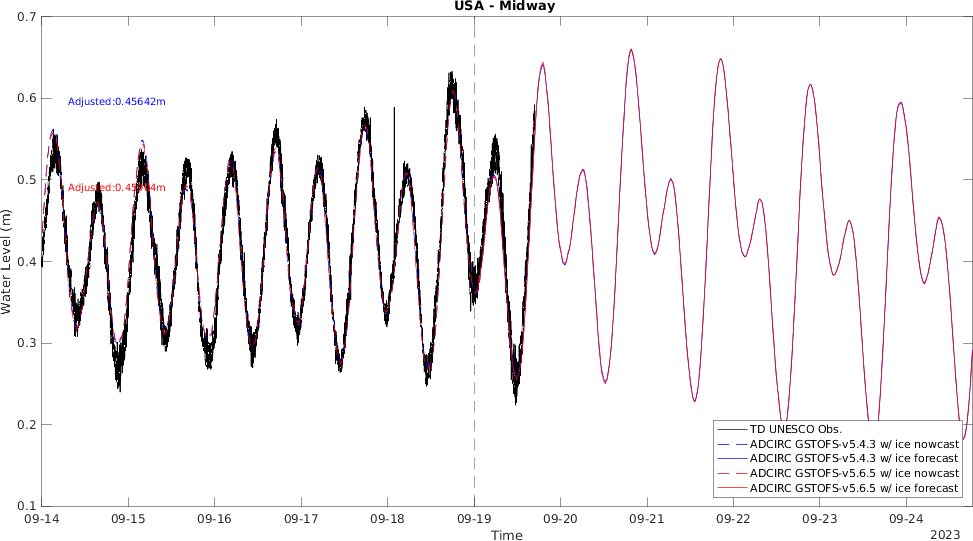 USA - Midway
0.7
0.6
0.5
0.4
0.3
0.2
0.1
Water Level (m)
Adjusted:0.45642m
TD UNESCO Obs.
ADCIRC GSTOFS-v5.4.3 w/ ice nowcast
ADCIRC GSTOFS-v5.4.3 w/ ice forecast
ADCIRC GSTOFS-v5.6.5 w/ ice nowcast
ADCIRC GSTOFS-v5.6.5 w/ ice forecast
09-14 09-15 09-16 09-17 09-18 09-19 09-20 09-21 09-22 09-23 09-24
Time
2023